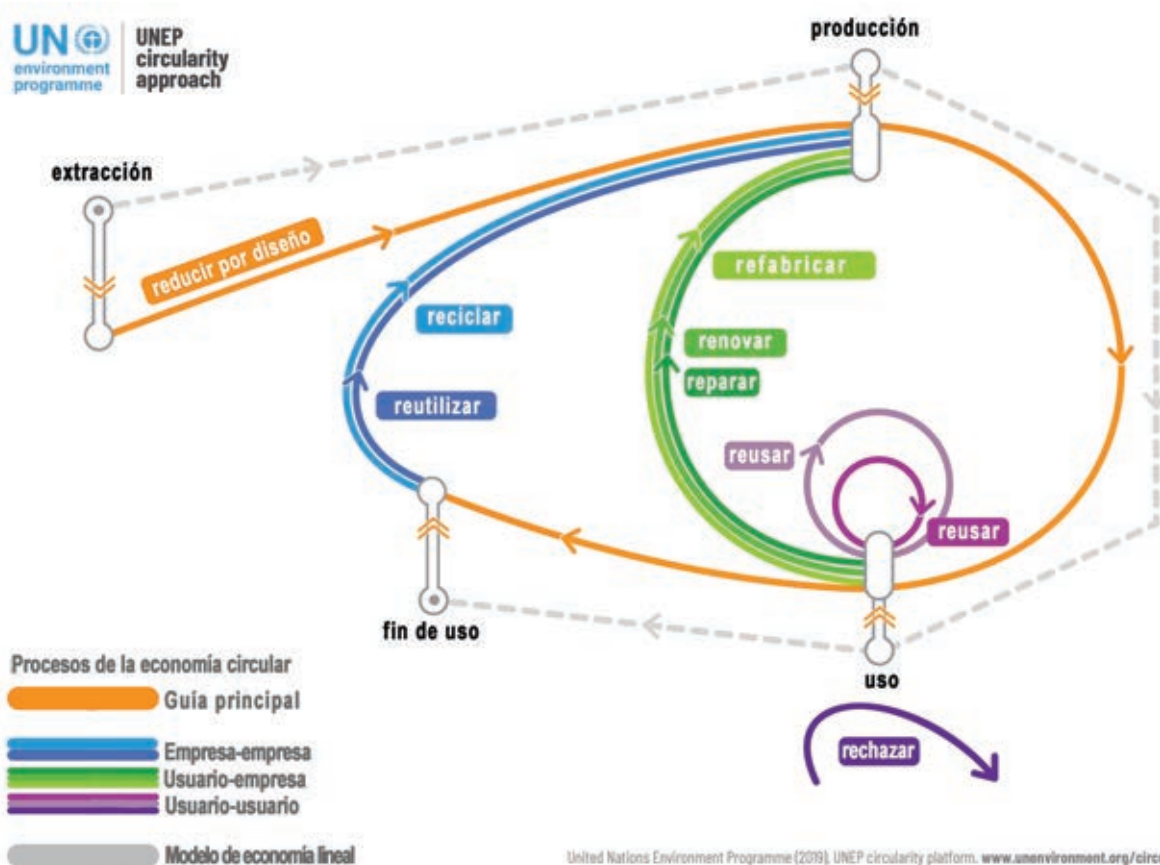 UN
environment
programme
UNEP
circularity
approach
producción
extracción
reducir por diseño
refabricar
reciclar
renovar
reparar
reutilizar
reusar
reusar
fin de uso
uso
Procesos de la economía circular
Guía principal
rechazar
Empresa-empresa
Usuario-empresa
Usuario-usuario
Modelo de economía lineal
United Nations Environment Programme (2019), UNEP circularity platform. www.unenvironment.org/circ